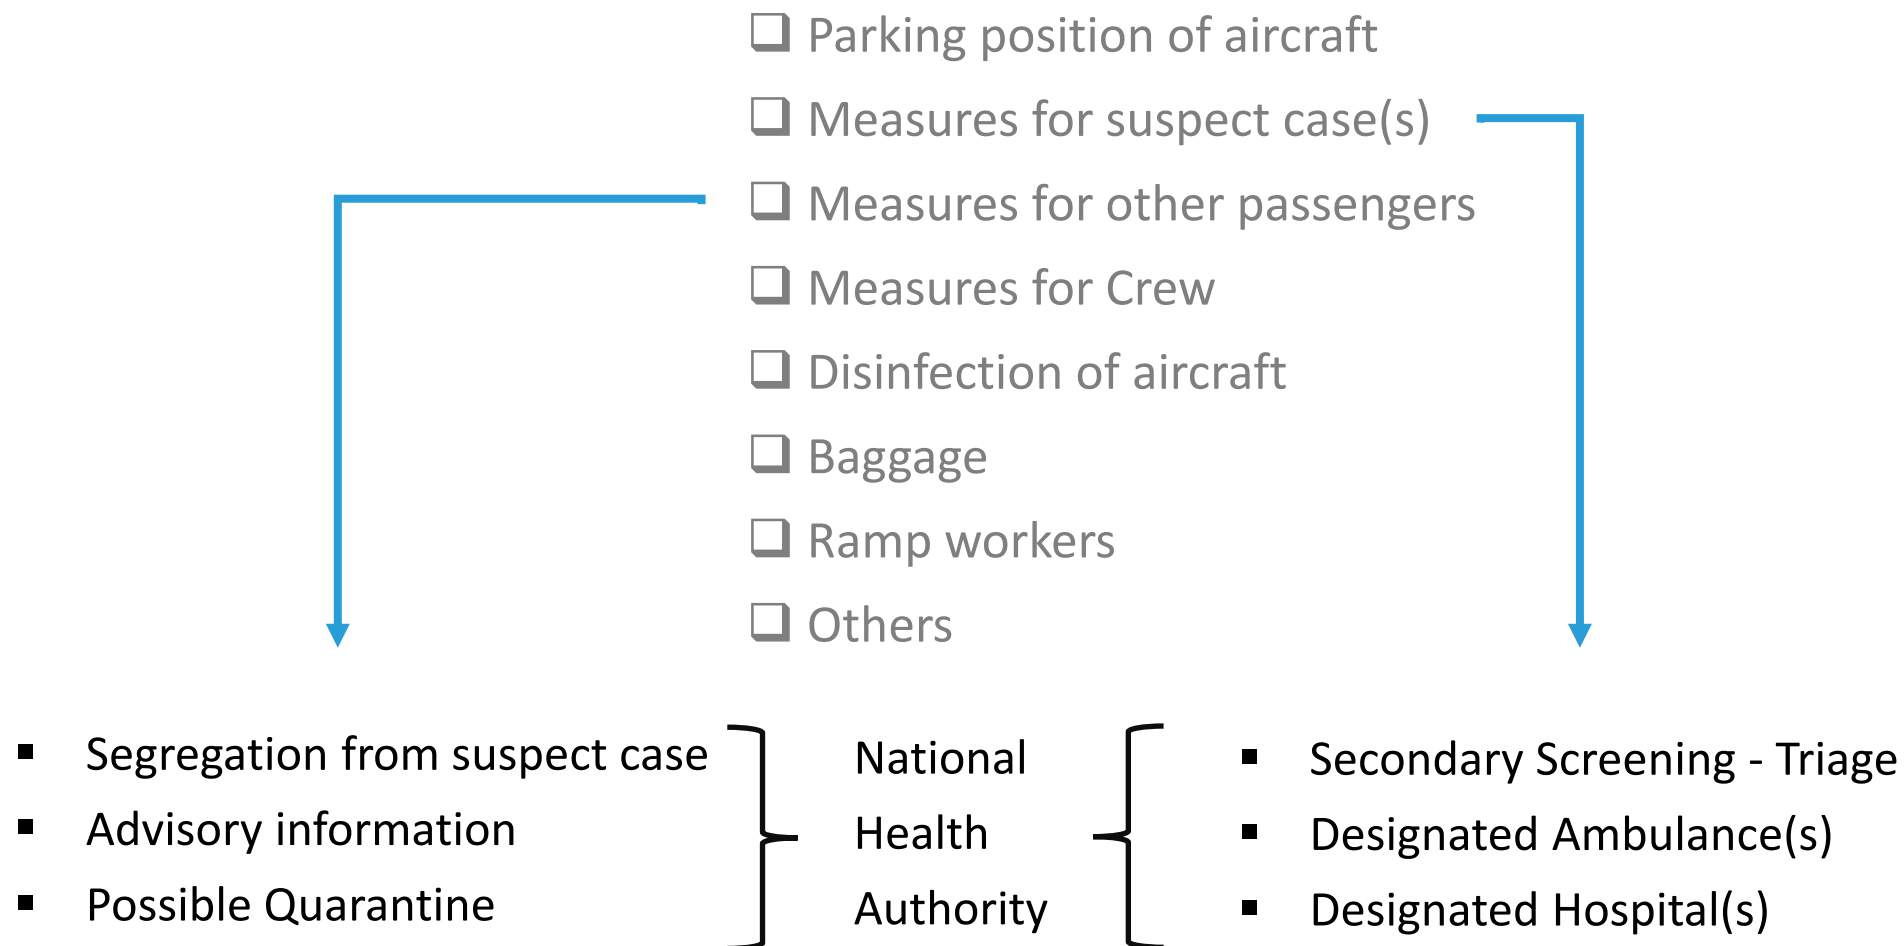 ❑ Parking position of aircraft
❑ Measures for suspect case(s)
❑ Measures for other passengers
❑ Measures for Crew
❑ Disinfection of aircraft
❑ Baggage
❑ Ramp workers
❑ Others
▪ Segregation from suspect case
▪ Advisory information
▪ Possible Quarantine
National
Health
Authority
▪ Secondary Screening - Triage
▪ Designated Ambulance(s)
▪ Designated Hospital(s)